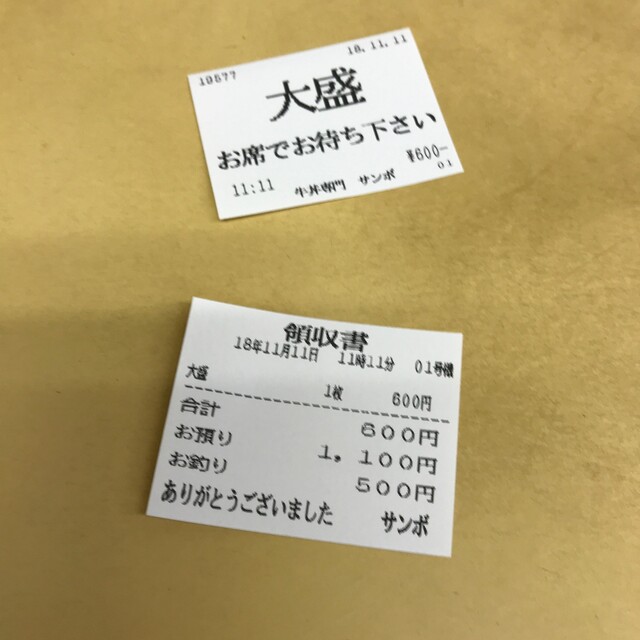 19577 18.11.11
大盛
お席でお待ち下さい
¥600-
01
11:11 牛丼専門 サンボ
領収書
18年11月11日 11時11分 01号機
大盛
1枚 600円
合計 600円
お預り 1,100円
お釣り 500円
ありがとうございました サンボ